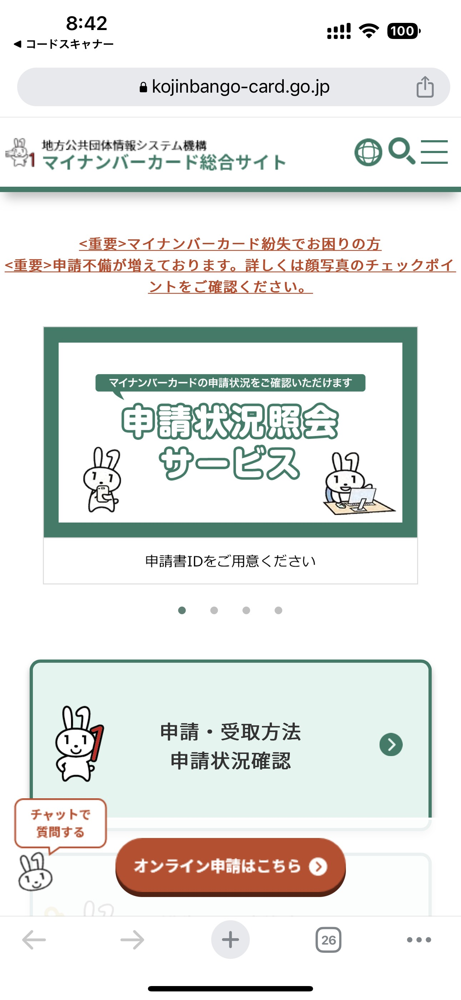 8:42
100
◀ コードスキャナー
kojinbango-card.go.jp
地方公共団体情報システム機構
マイナンバーカード総合サイト
<重要>マイナンバーカード紛失でお困りの方
<重要>申請不備が増えております。詳しくは顔写真のチェックポイ
ントをご確認ください。
マイナンバーカードの申請状況をご確認いただけます
申請状況照会
サービス
申請書IDをご用意ください
申請・受取方法
申請状況確認
チャットで
質問する
オンライン申請はこちら
26